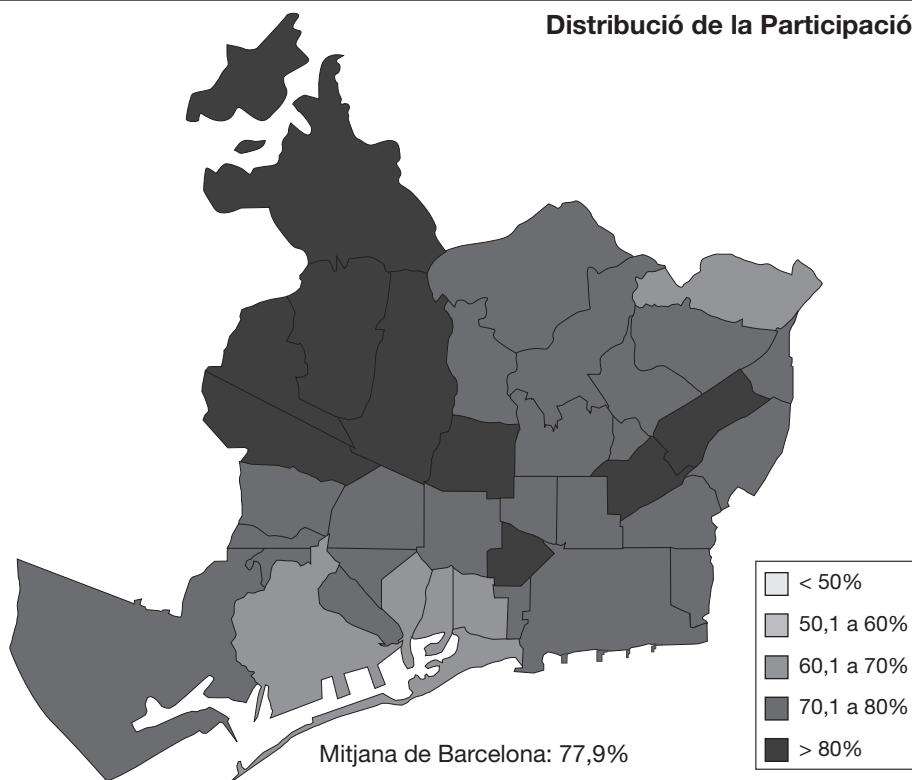 Distribució de la Participació
< 50%
50,1 a 60%
60,1 a 70%
70,1 a 80%
> 80%
Mitjana de Barcelona: 77,9%